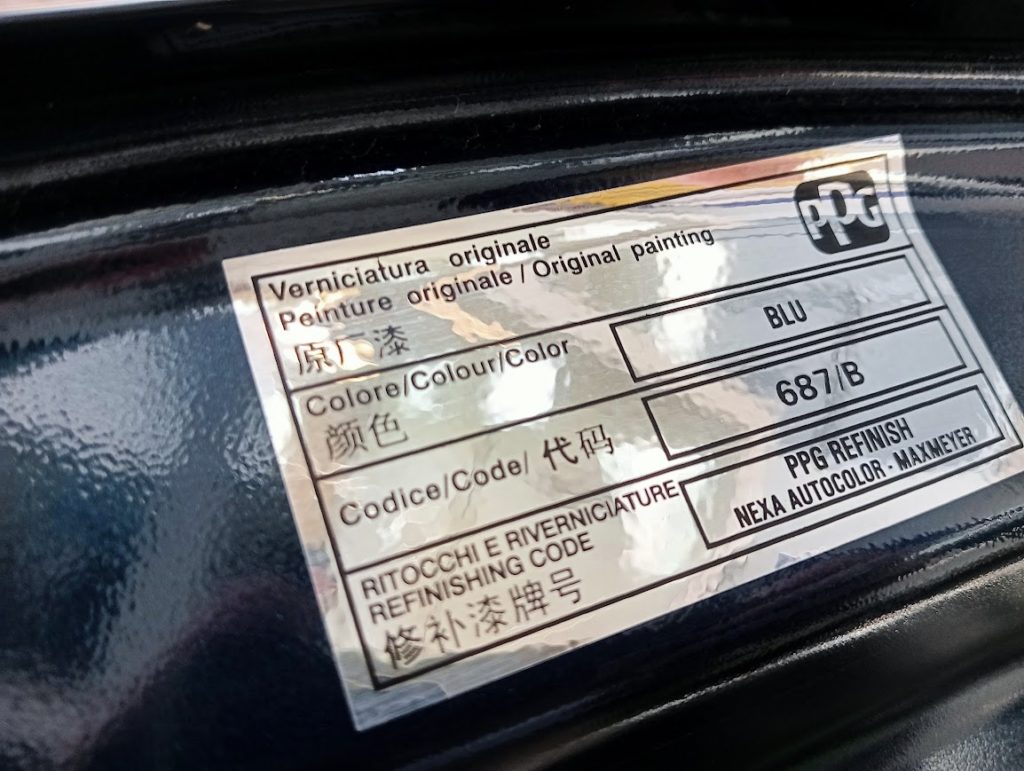 PPG
Verniciatura originale
Peinture originale / Original painting
原厂漆
Colore/Colour/Color
颜色
BLU
Codice/Code/ 代码
687/B
RITOCCHI E RIVERNICIATURE
REFINISHING CODE
修补漆牌号
PPG REFINISH
NEXA AUTOCOLOR - MAXMEYER